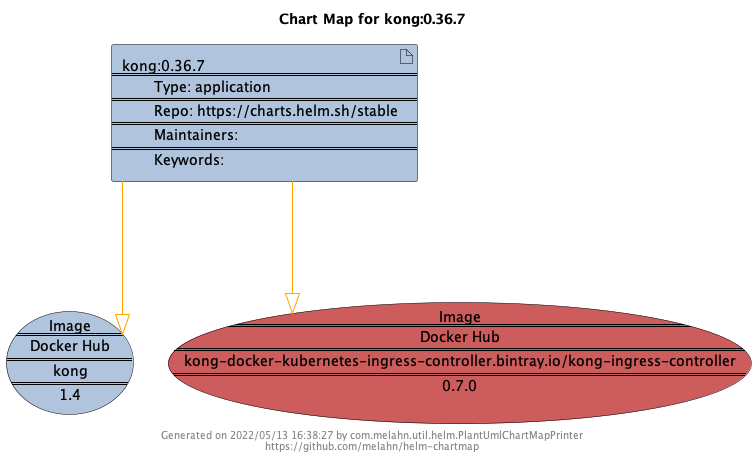 Chart Map for kong:0.36.7
kong:0.36.7
Type: application
Repo: https://charts.helm.sh/stable
Maintainers:
Keywords:
Image
Docker Hub
kong
1.4
Image
Docker Hub
kong-docker-kubernetes-ingress-controller.bintray.io/kong-ingress-controller
0.7.0
Generated on 2022/05/13 16:38:27 by com.melahn.util.helm.PlantUmlChartMapPrinter
https://github.com/melahn/helm-chartmap